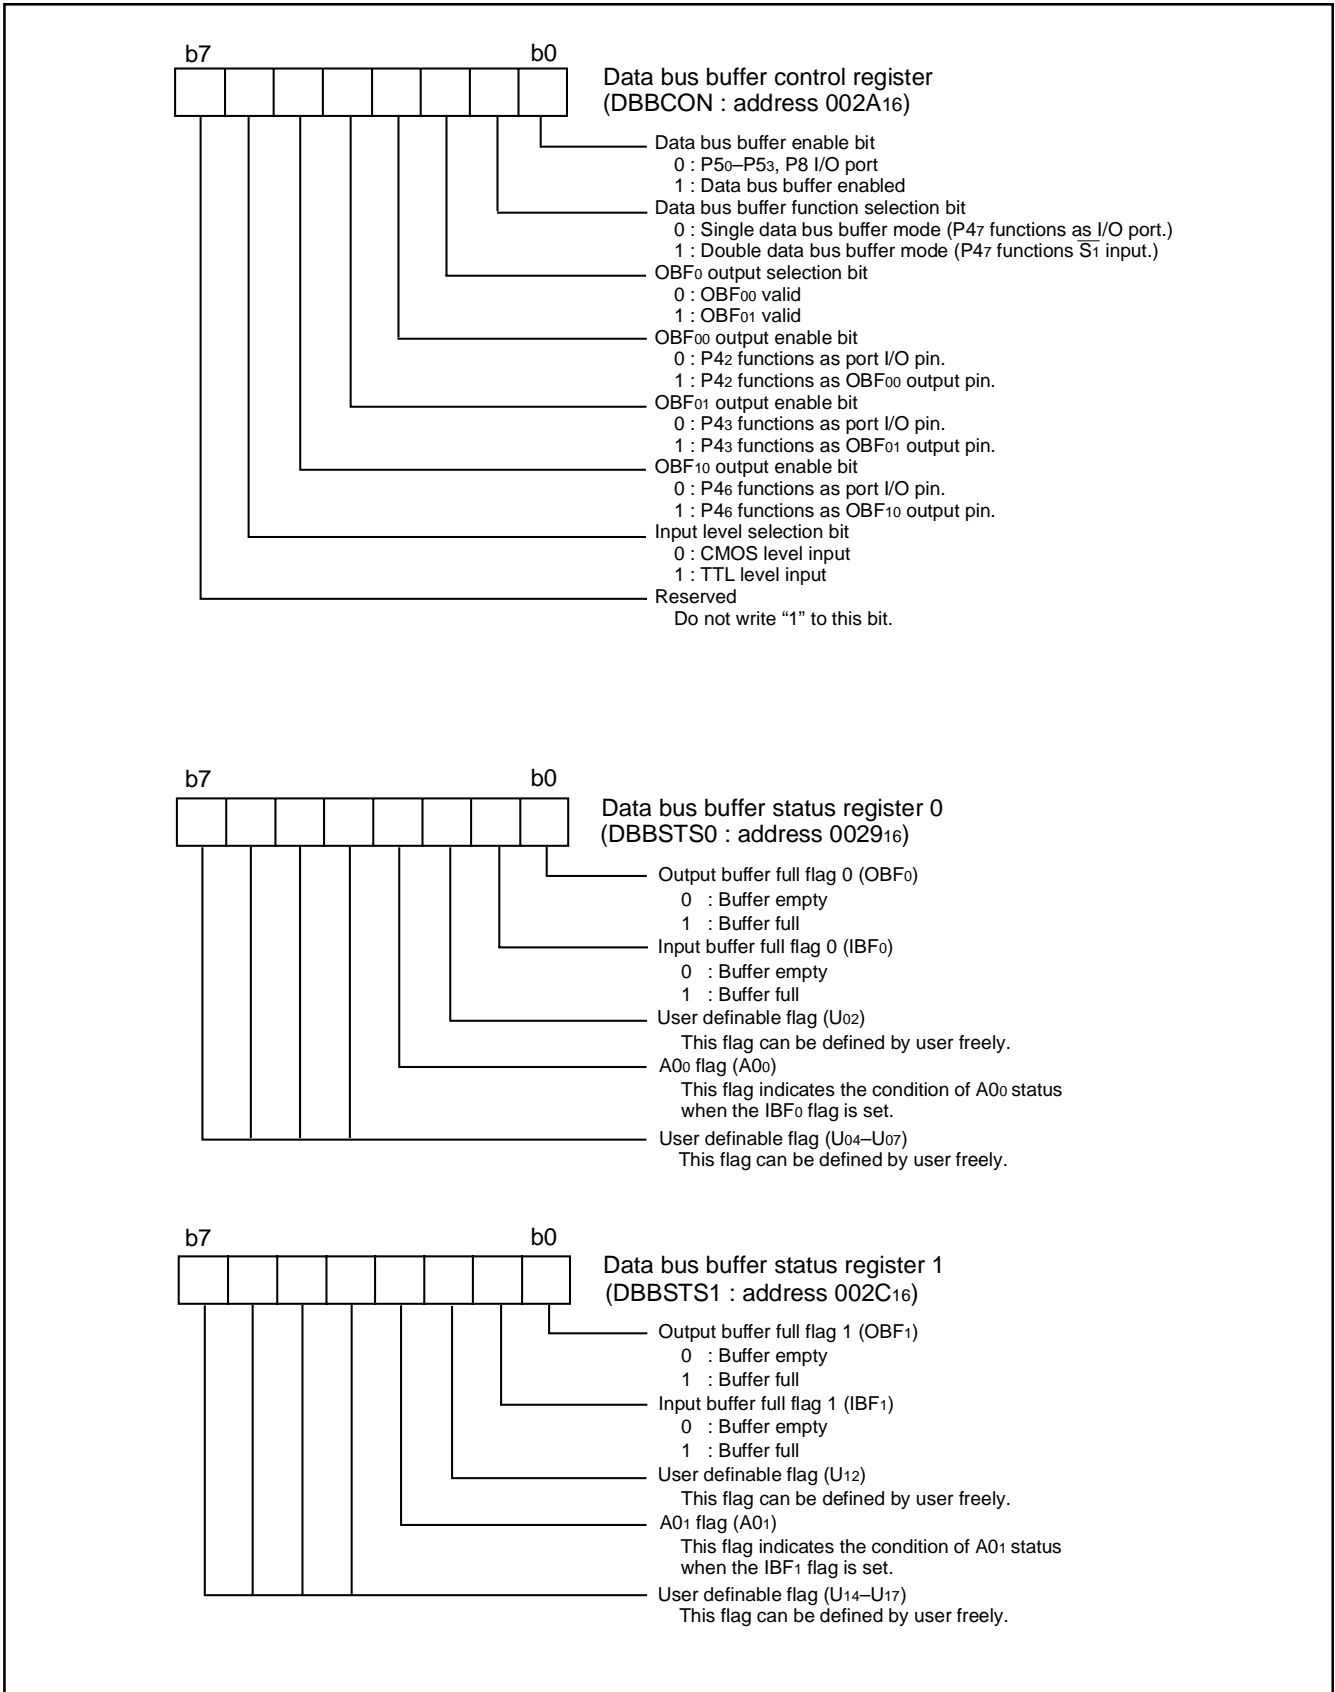 b7 b0
Data bus buffer control register
(DBBCON : address 002A16)
Data bus buffer enable bit
0 : P50–P53, P8 I/O port
1 : Data bus buffer enabled
Data bus buffer function selection bit
0 : Single data bus buffer mode (P47 functions as I/O port.)
1 : Double data bus buffer mode (P47 functions S̅1̅ input.)
OBF0 output selection bit
0 : OBF00 valid
1 : OBF01 valid
OBF00 output enable bit
0 : P42 functions as port I/O pin.
1 : P42 functions as OBF00 output pin.
OBF01 output enable bit
0 : P43 functions as port I/O pin.
1 : P43 functions as OBF01 output pin.
OBF10 output enable bit
0 : P46 functions as port I/O pin.
1 : P46 functions as OBF10 output pin.
Input level selection bit
0 : CMOS level input
1 : TTL level input
Reserved
Do not write “1” to this bit.
b7 b0
Data bus buffer status register 0
(DBBSTS0 : address 002916)
Output buffer full flag 0 (OBF0)
0 : Buffer empty
1 : Buffer full
Input buffer full flag 0 (IBF0)
0 : Buffer empty
1 : Buffer full
User definable flag (U02)
This flag can be defined by user freely.
A00 flag (A00)
This flag indicates the condition of A00 status
when the IBF0 flag is set.
User definable flag (U04–U07)
This flag can be defined by user freely.
b7 b0
Data bus buffer status register 1
(DBBSTS1 : address 002C16)
Output buffer full flag 1 (OBF1)
0 : Buffer empty
1 : Buffer full
Input buffer full flag 1 (IBF1)
0 : Buffer empty
1 : Buffer full
User definable flag (U12)
This flag can be defined by user freely.
A01 flag (A01)
This flag indicates the condition of A01 status
when the IBF1 flag is set.
User definable flag (U14–U17)
This flag can be defined by user freely.